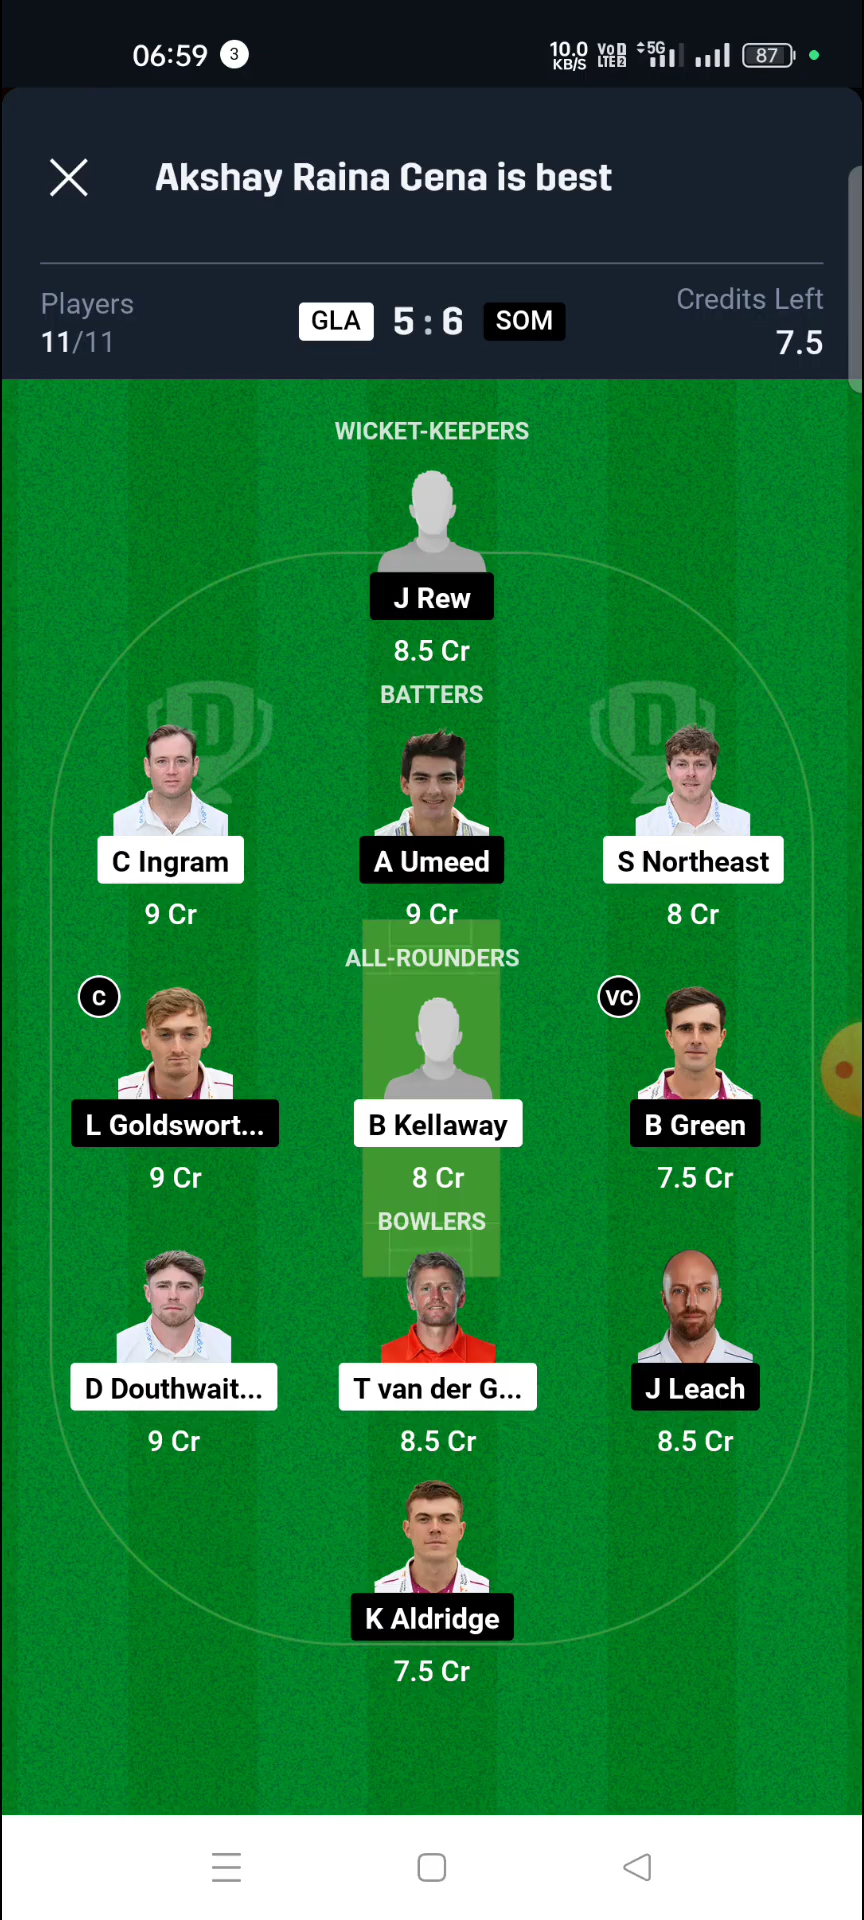 06:59 3 10.0 KB/S VoD LTE2 5G 87
Akshay Raina Cena is best
Players
11/11
GLA 5 : 6 SOM
Credits Left
7.5
WICKET-KEEPERS
J Rew
8.5 Cr
BATTERS
C Ingram A Umeed S Northeast
9 Cr 9 Cr 8 Cr
ALL-ROUNDERS
C VC
L Goldswort... B Kellaway B Green
9 Cr 8 Cr 7.5 Cr
BOWLERS
D Douthwait... T van der G... J Leach
9 Cr 8.5 Cr 8.5 Cr
K Aldridge
7.5 Cr